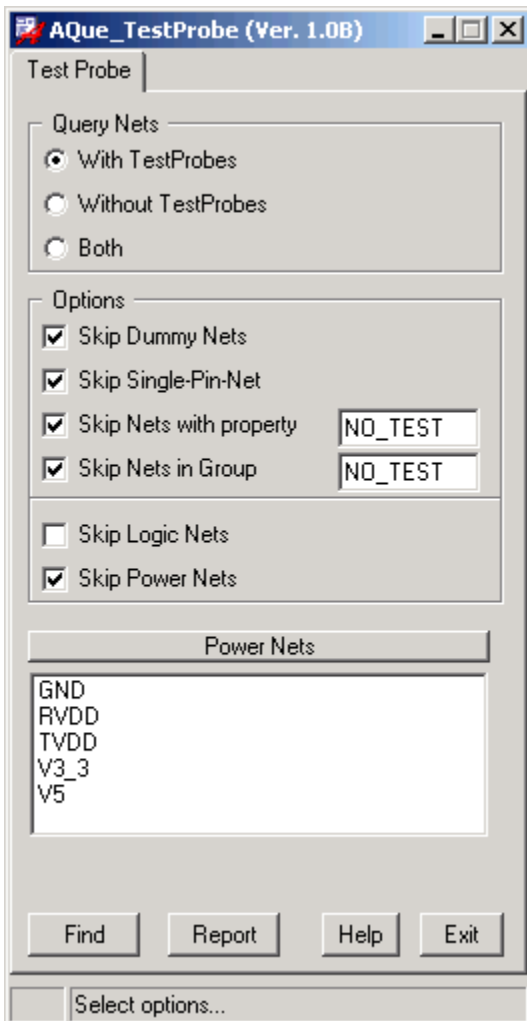 AQue_TestProbe (Ver. 1.0B)
Test Probe
Query Nets
With TestProbes
Without TestProbes
Both
Options
Skip Dummy Nets
Skip Single-Pin-Net
Skip Nets with property NO_TEST
Skip Nets in Group NO_TEST
Skip Logic Nets
Skip Power Nets
Power Nets
GND
RVDD
TVDD
V3_3
V5
Find Report Help Exit
Select options...